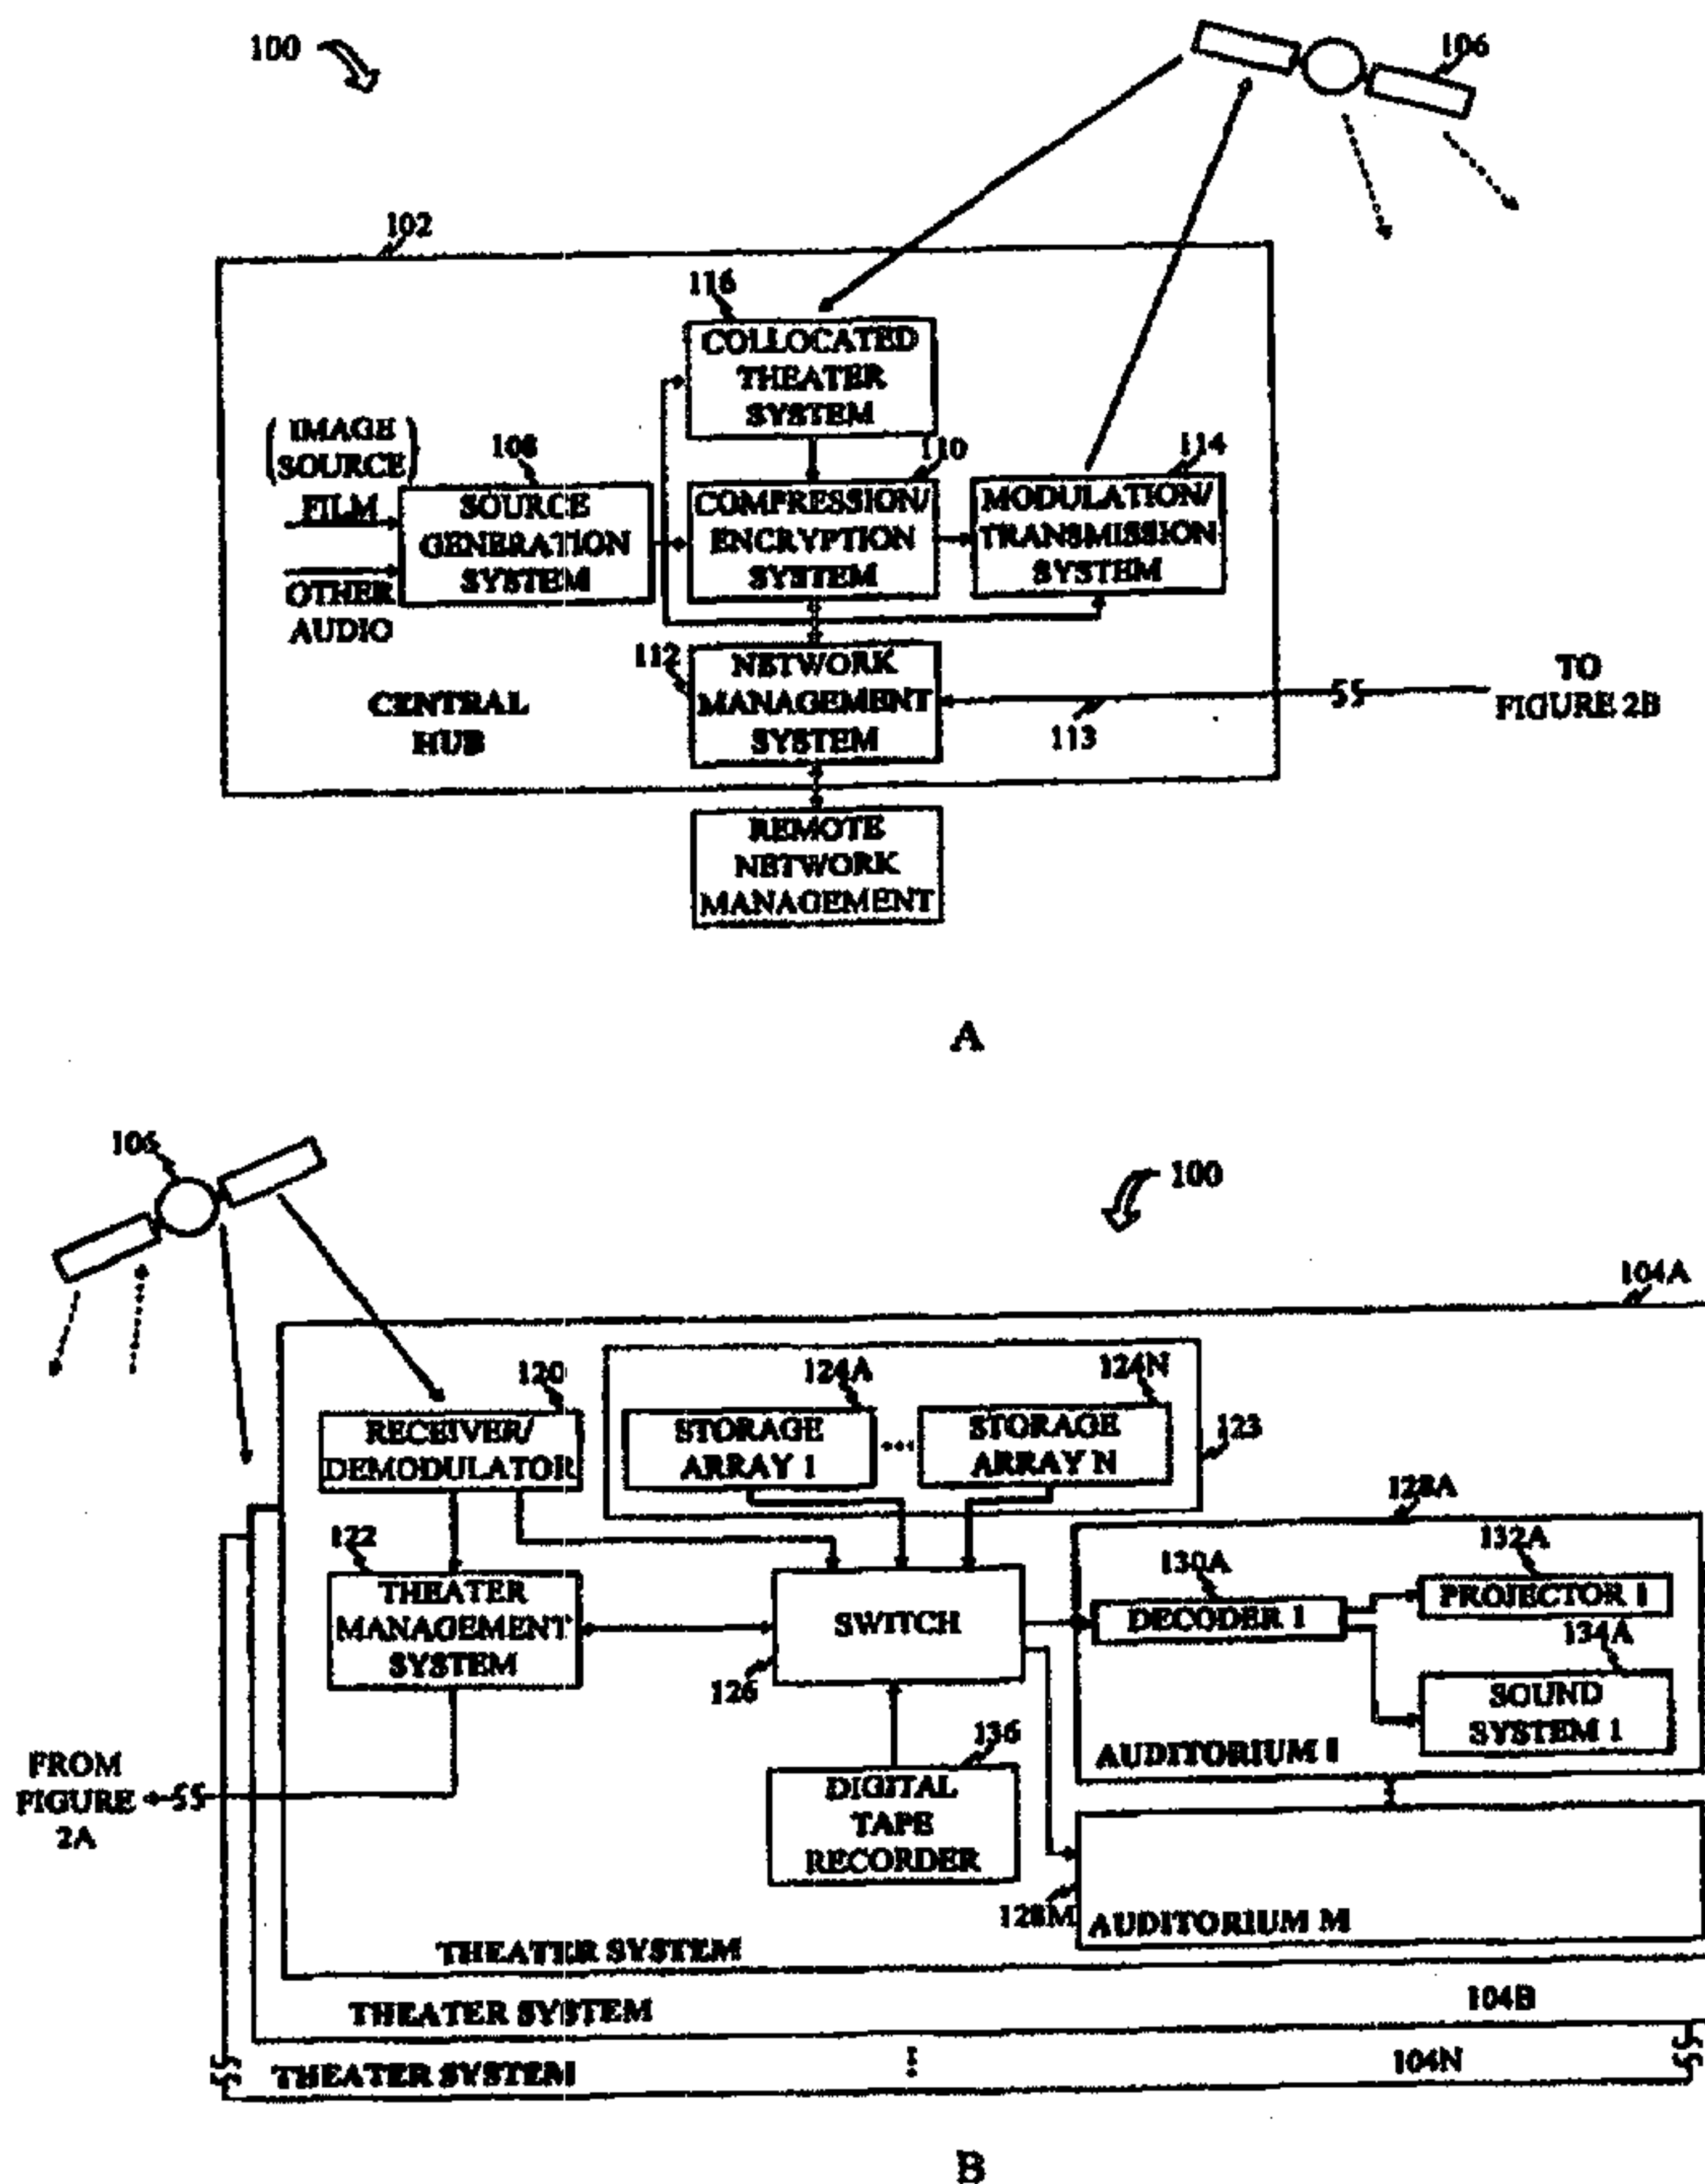 100
106
102
116
COLLOCATED
THEATER
SYSTEM
IMAGE
SOURCE
108
110
114
FILM
SOURCE
GENERATION
SYSTEM
COMPRESSION/
ENCRYPTION
SYSTEM
MODULATION/
TRANSMISSION
SYSTEM
OTHER
AUDIO
112
NETWORK
MANAGEMENT
SYSTEM
TO
FIGURE 2B
113
CENTRAL
HUB
REMOTE
NETWORK
MANAGEMENT
A
106
100
104A
120
124A
124N
RECEIVER/
DEMODULATOR
STORAGE
ARRAY 1
...
STORAGE
ARRAY N
123
128A
122
THEATER
MANAGEMENT
SYSTEM
SWITCH
126
130A
DECODER 1
132A
PROJECTOR 1
134A
SOUND
SYSTEM 1
AUDITORIUM 1
136
DIGITAL
TAPE
RECORDER
FROM
FIGURE
2A
128M
AUDITORIUM M
THEATER SYSTEM
THEATER SYSTEM
104B
THEATER SYSTEM
104N
B